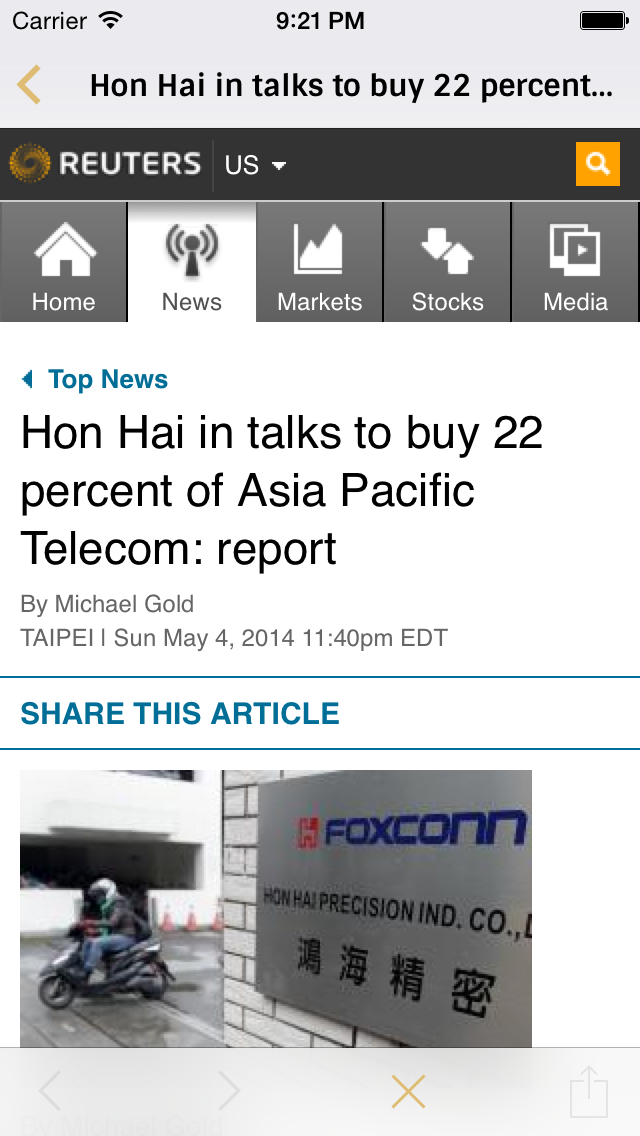 Carrier 9:21 PM
Hon Hai in talks to buy 22 percent...
REUTERS US
Home News Markets Stocks Media
Top News
Hon Hai in talks to buy 22
percent of Asia Pacific
Telecom: report
By Michael Gold
TAIPEI | Sun May 4, 2014 11:40pm EDT
SHARE THIS ARTICLE
FOXCONN
HON HAI PRECISION IND. CO.,
鴻海精密
By Michael Gold